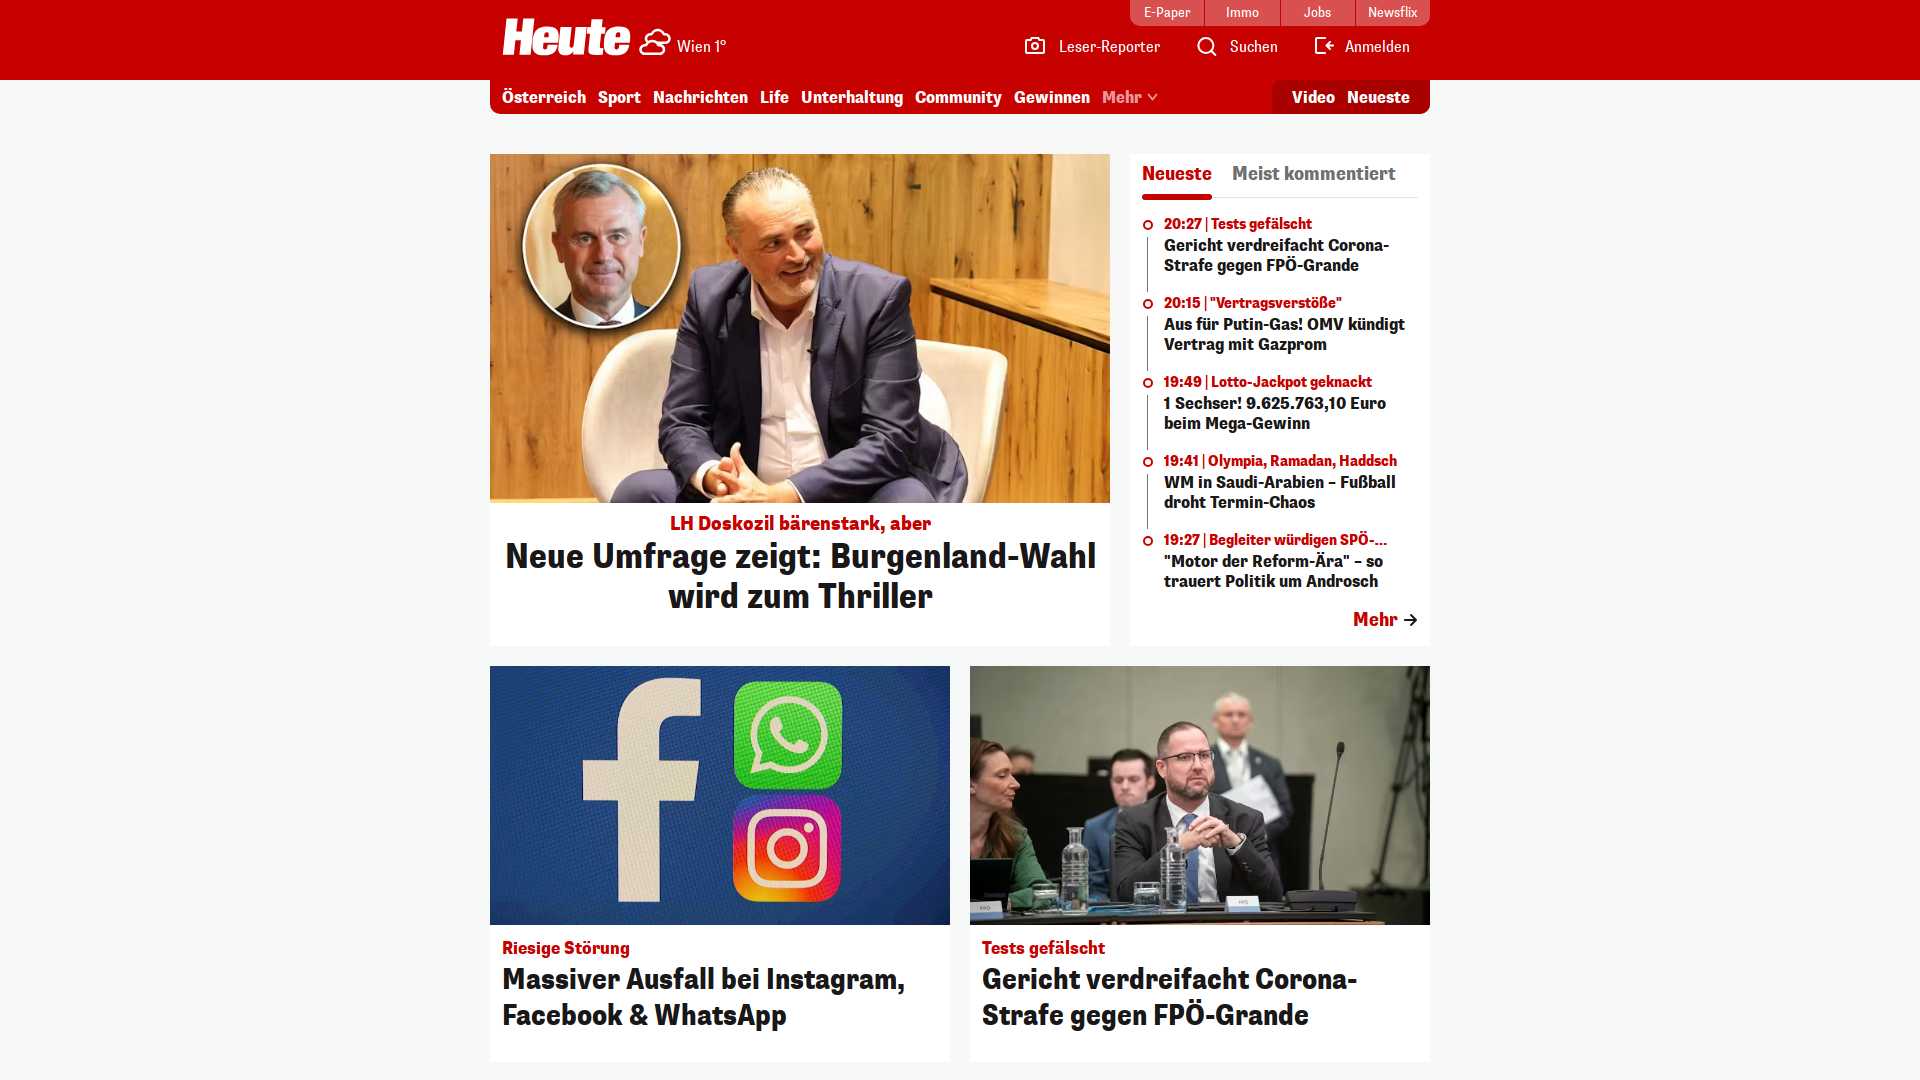 E-Paper
Immo
Jobs
Newsflix
Heute
Wien 1°
Leser-Reporter
Suchen
Anmelden
Österreich
Sport
Nachrichten
Life
Unterhaltung
Community
Gewinnen
Mehr
Video
Neueste
LH Doskozil bärenstark, aber
Neue Umfrage zeigt: Burgenland-Wahl
wird zum Thriller
Neueste
Meist kommentiert
20:27 | Tests gefälscht
Gericht verdreifacht Corona-
Strafe gegen FPÖ-Grande
20:15 | "Vertragsverstöße"
Aus für Putin-Gas! OMV kündigt
Vertrag mit Gazprom
19:49 | Lotto-Jackpot geknackt
1 Sechser! 9.625.763,10 Euro
beim Mega-Gewinn
19:41 | Olympia, Ramadan, Haddsch
WM in Saudi-Arabien – Fußball
droht Termin-Chaos
19:27 | Begleiter würdigen SPÖ-...
"Motor der Reform-Ära" – so
trauert Politik um Androsch
Mehr
Riesige Störung
Massiver Ausfall bei Instagram,
Facebook & WhatsApp
Tests gefälscht
Gericht verdreifacht Corona-
Strafe gegen FPÖ-Grande